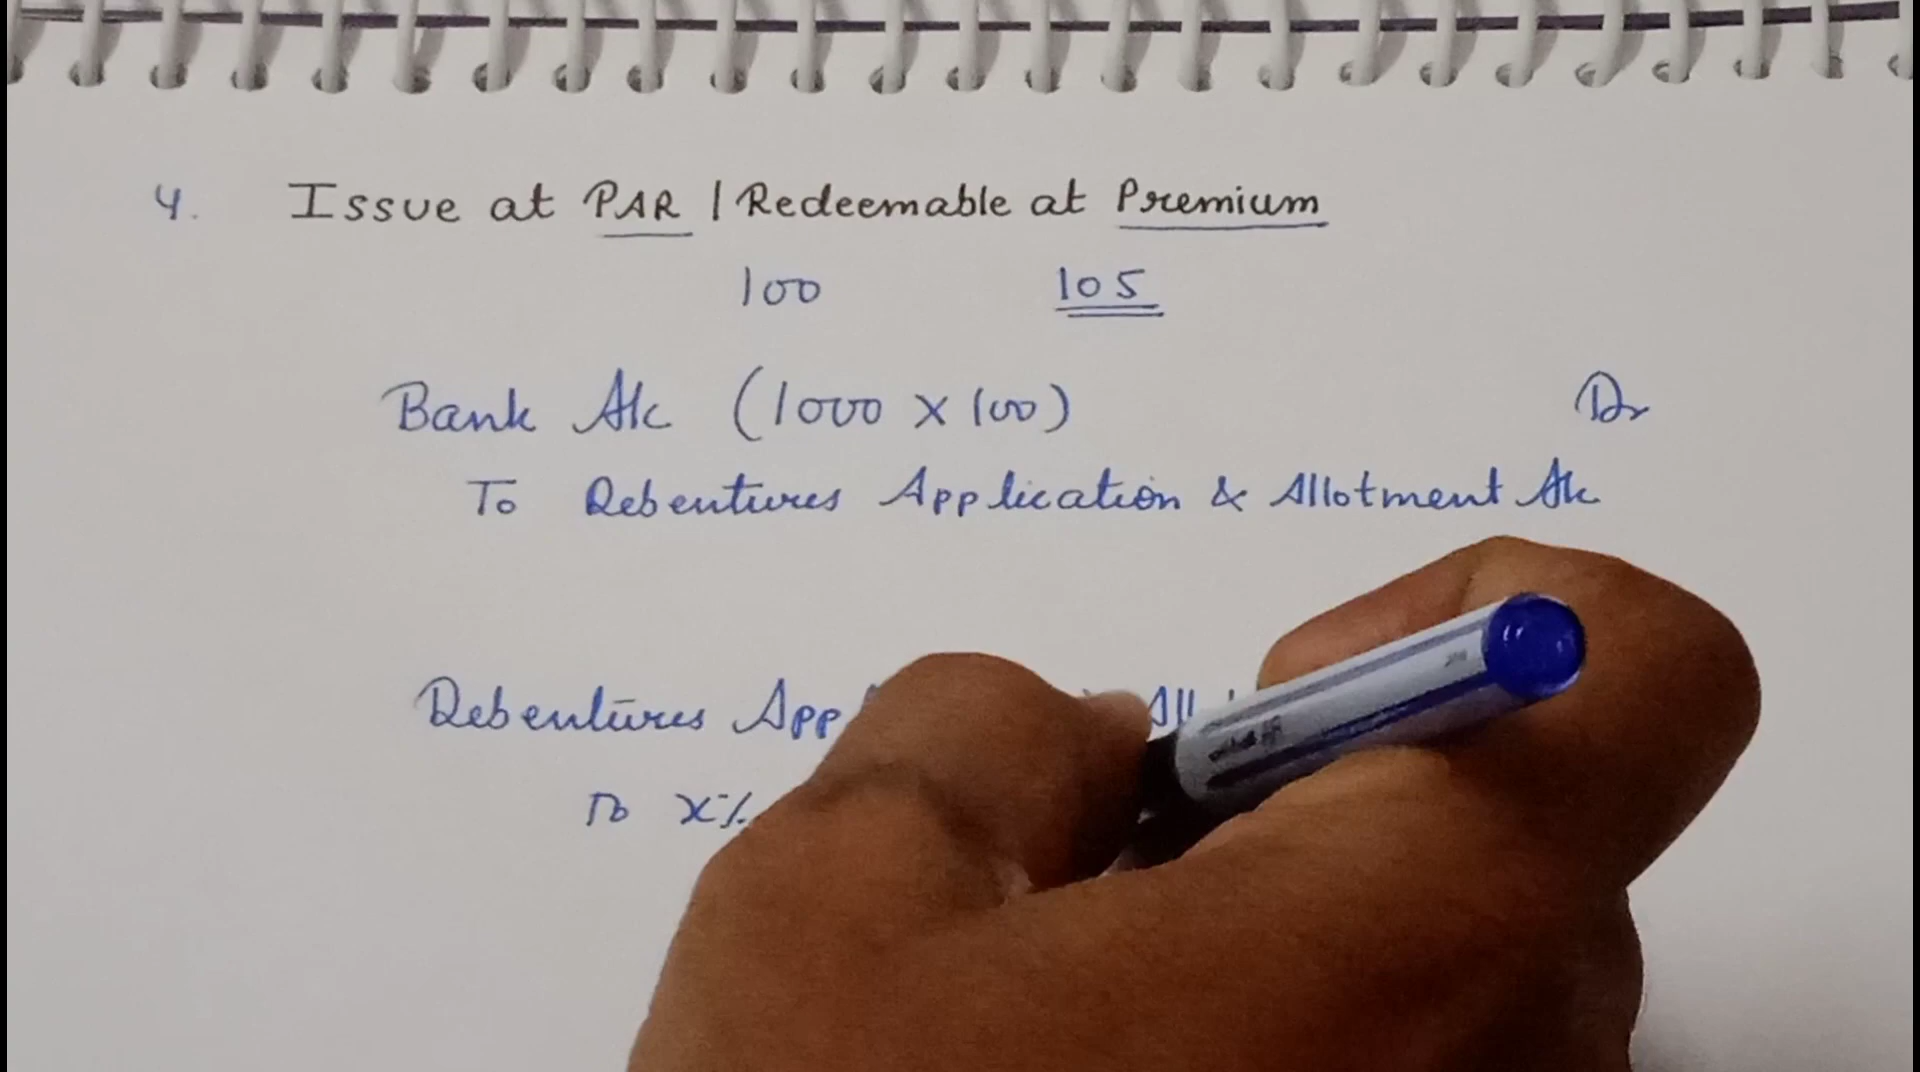 4. Issue at PAR | Redeemable at Premium
100 105
Bank A/c (1000 x 100) Dr
To Debentures Application & Allotment A/c
Debentures App All
To x%